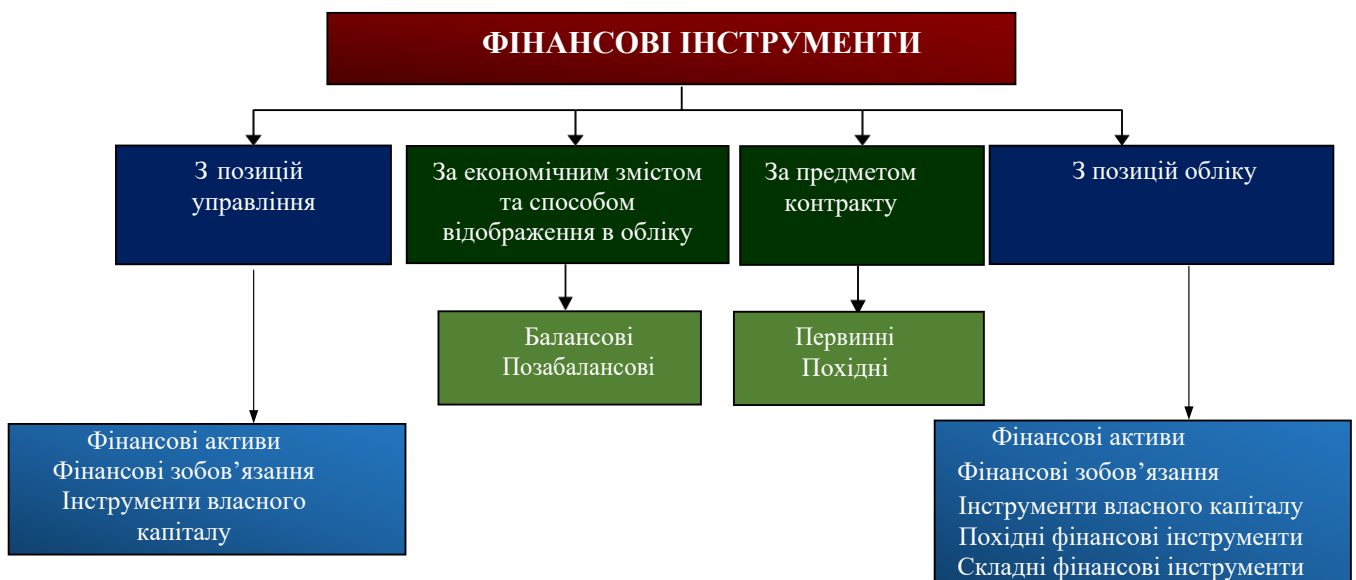 ФІНАНСОВІ ІНСТРУМЕНТИ
З позицій
управління
За економічним змістом
та способом
відображення в обліку
За предметом
контракту
З позицій обліку
Балансові
Позабалансові
Первинні
Похідні
Фінансові активи
Фінансові зобов’язання
Інструменти власного
капіталу
Фінансові активи
Фінансові зобов’язання
Інструменти власного капіталу
Похідні фінансові інструменти
Складні фінансові інструменти